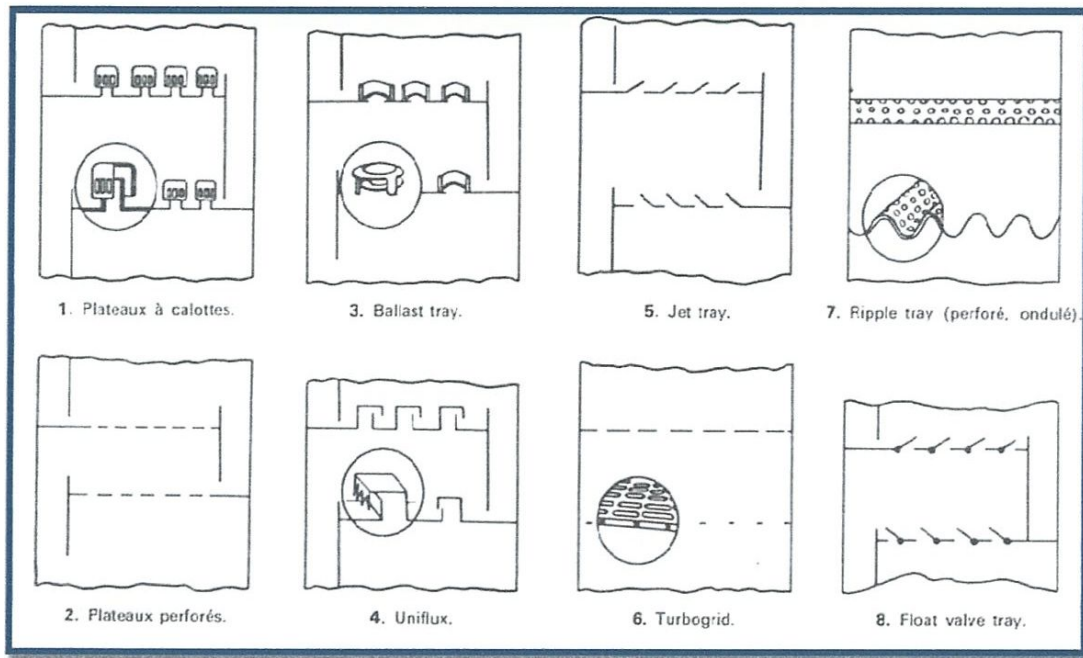 1. Plateaux à calottes.
3. Ballast tray.
5. Jet tray.
7. Ripple tray (perforé, ondulé).
2. Plateaux perforés.
4. Uniflux.
6. Turbogrid.
8. Float valve tray.